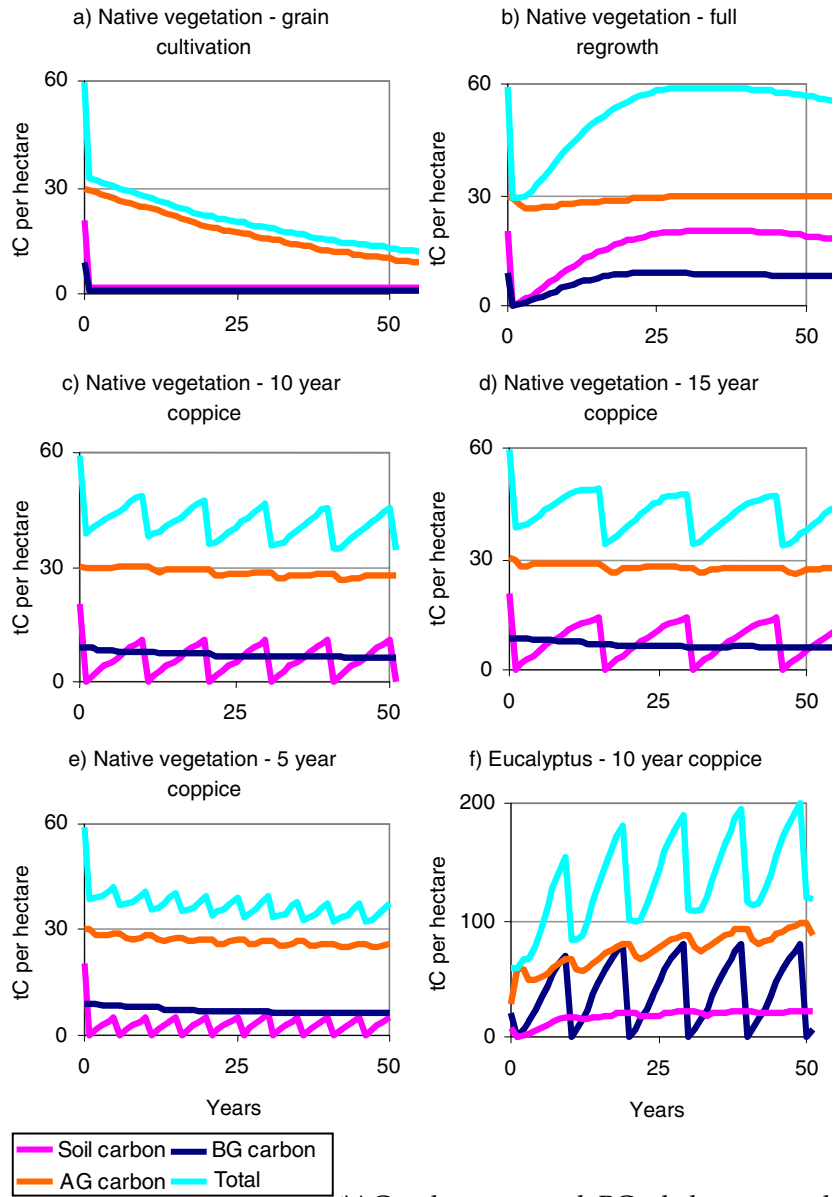 a) Native vegetation - grain
cultivation
b) Native vegetation - full
regrowth
60
30
0
tC per hectare
0
25
50
60
30
0
tC per hectare
0
25
50
c) Native vegetation - 10 year
coppice
d) Native vegetation - 15 year
coppice
60
30
0
tC per hectare
0
25
50
60
30
0
tC per hectare
0
25
50
e) Native vegetation - 5 year
coppice
f) Eucalyptus - 10 year coppice
60
30
0
tC per hectare
0
25
50
Years
200
100
0
tC per hectare
0
25
50
Years
Soil carbon
BG carbon
AG carbon
Total